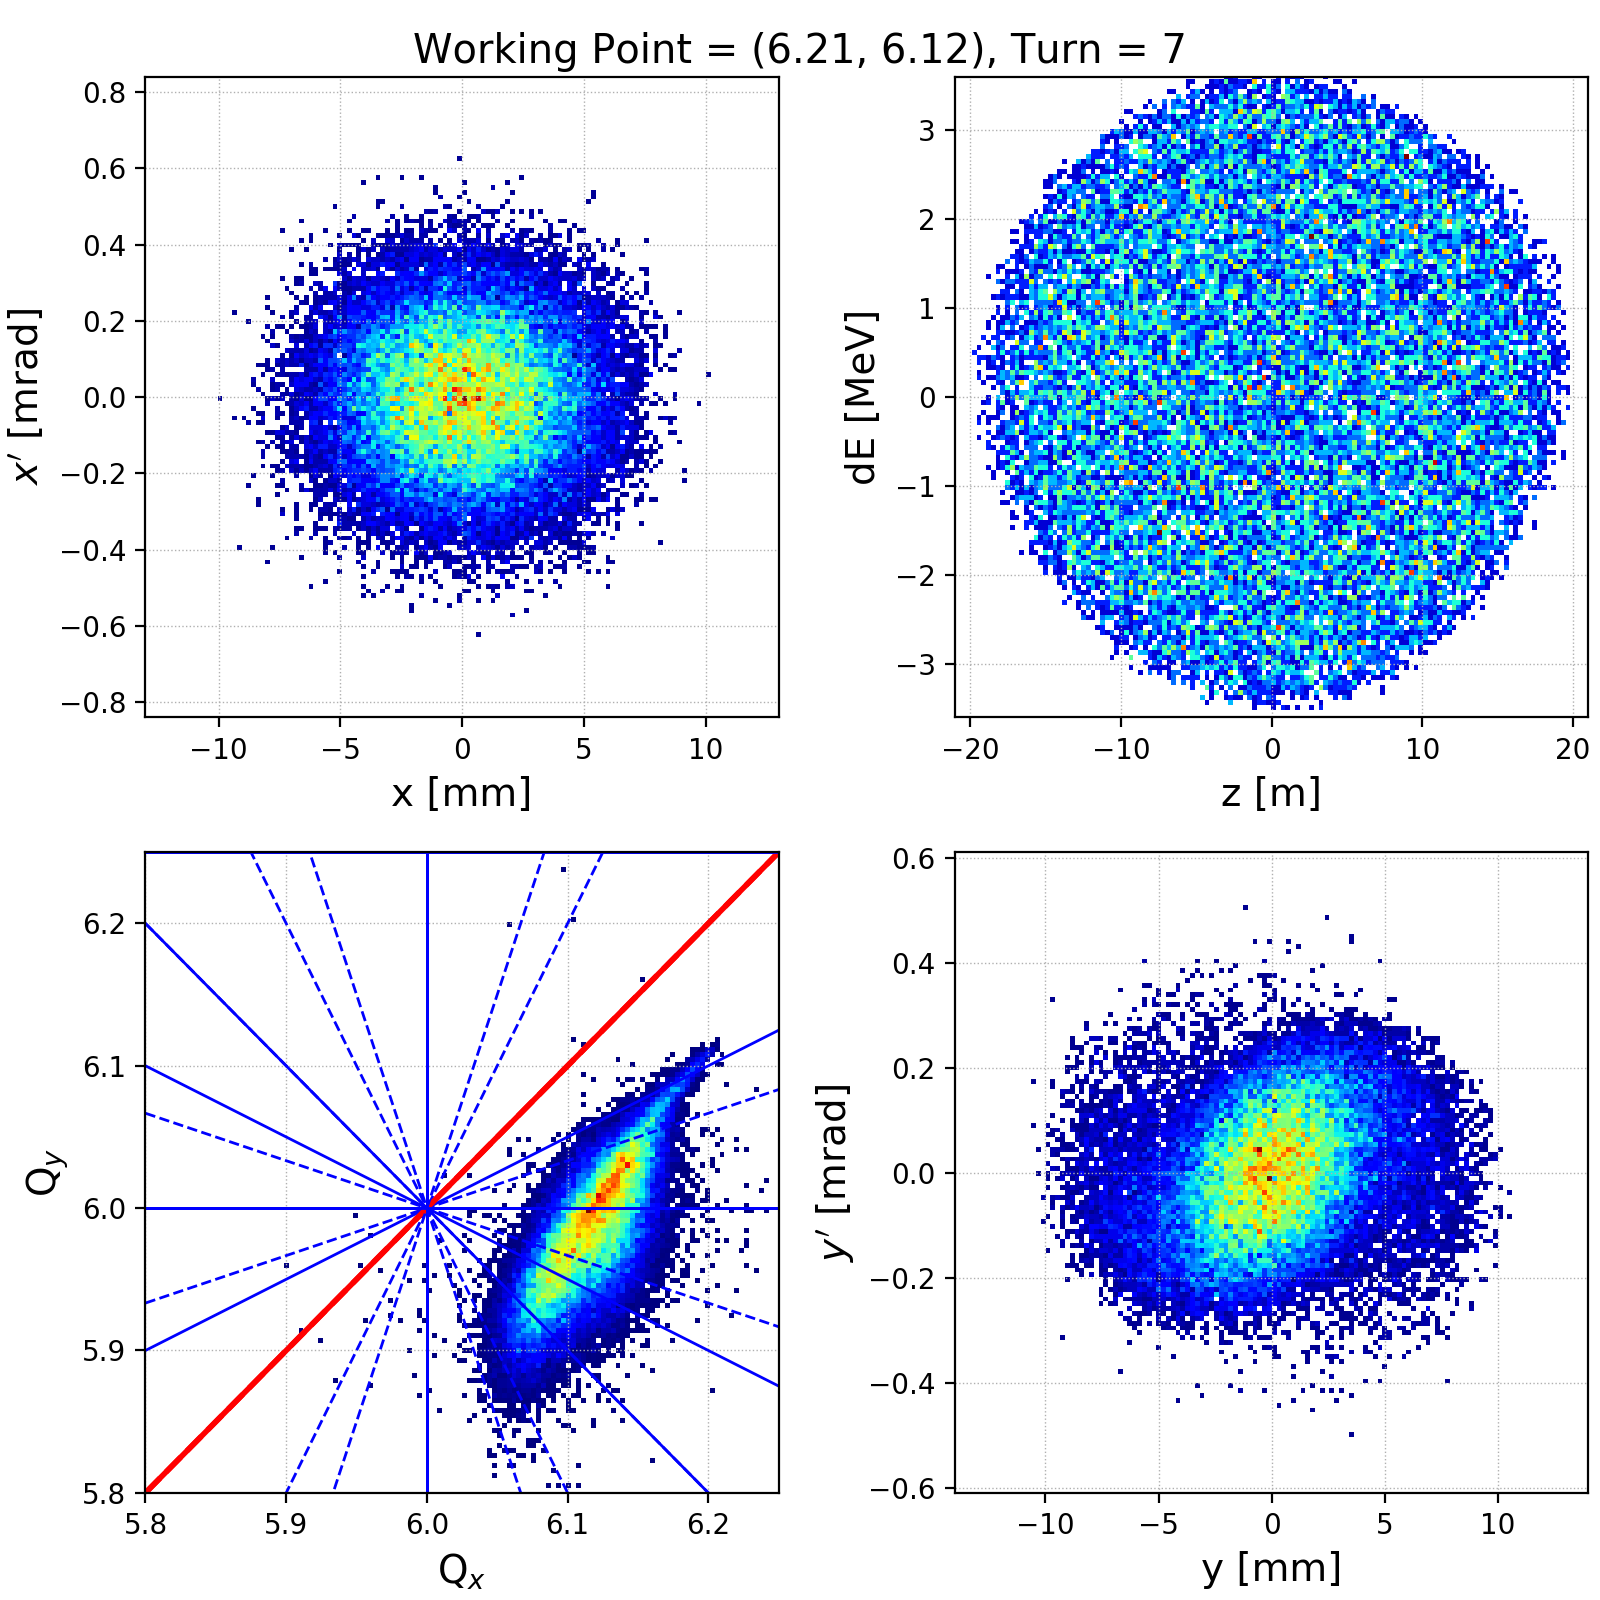 Working Point = (6.21, 6.12), Turn = 7
0.8
0.6
0.4
0.2
0.0
−0.2
−0.4
−0.6
−0.8
x′ [mrad]
−10 −5 0 5 10
x [mm]
3
2
1
0
−1
−2
−3
dE [MeV]
−20 −10 0 10 20
z [m]
6.2
6.1
6.0
5.9
5.8
Qy
5.8 5.9 6.0 6.1 6.2
Qx
0.6
0.4
0.2
0.0
−0.2
−0.4
−0.6
y′ [mrad]
−10 −5 0 5 10
y [mm]